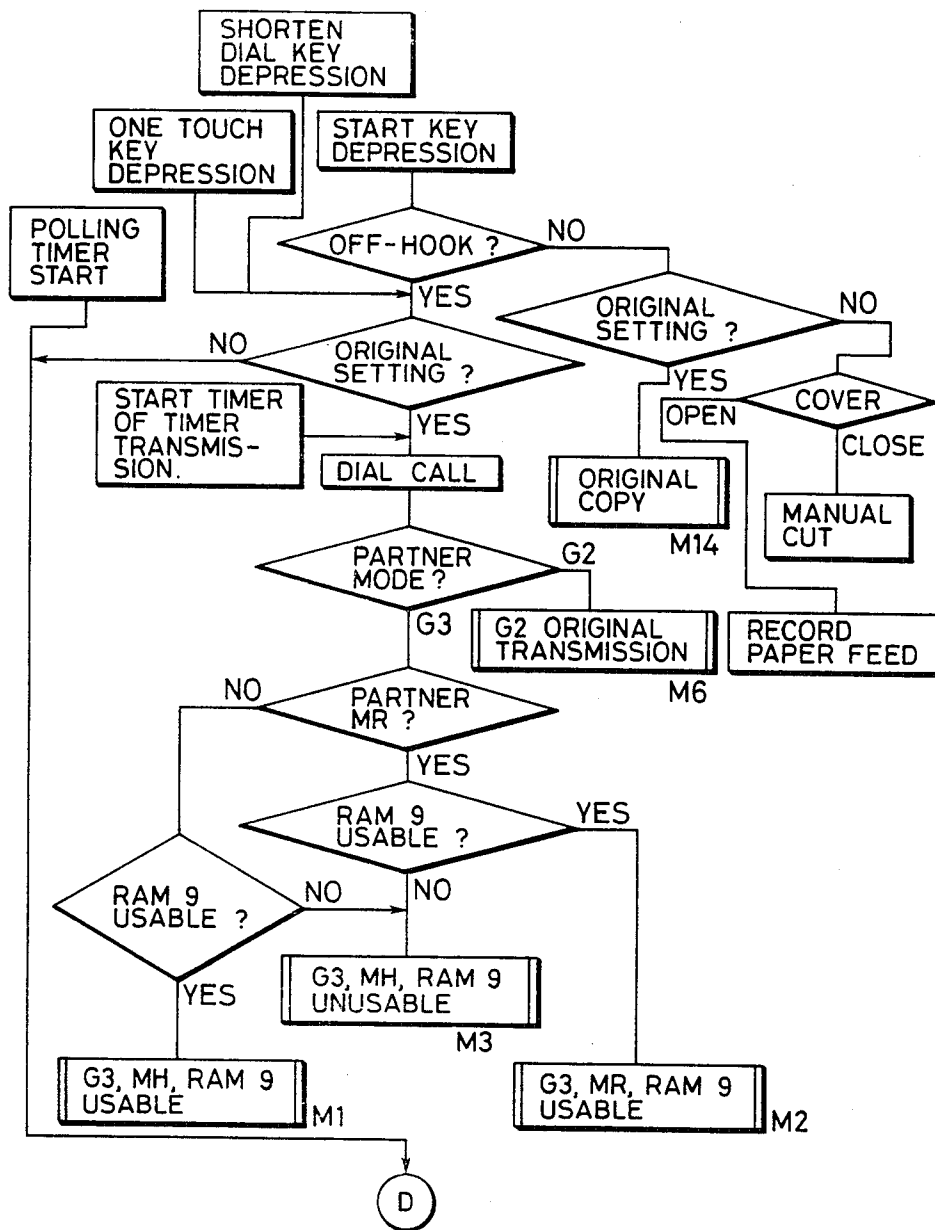 SHORTEN
DIAL KEY
DEPRESSION
ONE TOUCH
KEY
DEPRESSION
START KEY
DEPRESSION
POLLING
TIMER
START
OFF-HOOK ?
NO
YES
ORIGINAL
SETTING ?
NO
YES
NO
ORIGINAL
SETTING ?
YES
START TIMER
OF TIMER
TRANSMIS-
SION.
COVER
OPEN
CLOSE
DIAL CALL
ORIGINAL
COPY
M14
MANUAL
CUT
PARTNER
MODE ?
G2
G3
G2 ORIGINAL
TRANSMISSION
M6
RECORD
PAPER FEED
NO
PARTNER
MR ?
YES
RAM 9
USABLE ?
YES
NO
RAM 9
USABLE ?
NO
YES
G3, MH, RAM 9
UNUSABLE
M3
G3, MH, RAM 9
USABLE
M1
G3, MR, RAM 9
USABLE
M2
D